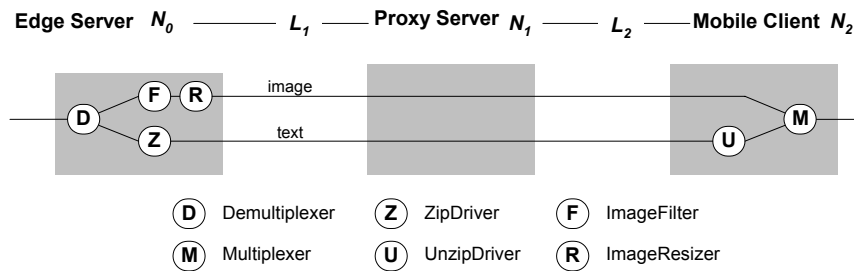 Edge Server N0 L1 Proxy Server N1 L2 Mobile Client N2
F R image
D M
Z text U
D Demultiplexer Z ZipDriver F ImageFilter
M Multiplexer U UnzipDriver R ImageResizer